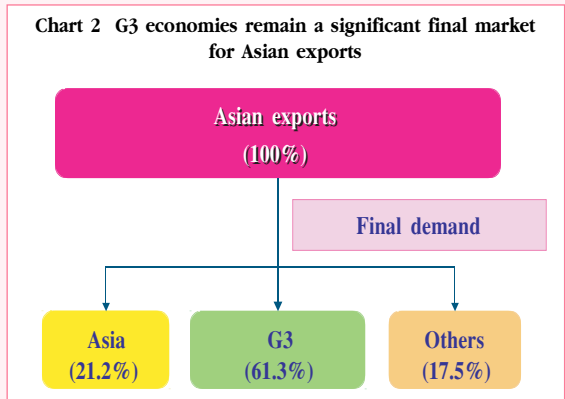 Chart 2 G3 economies remain a significant final market
for Asian exports
Asian exports
(100%)
Final demand
Asia
(21.2%)
G3
(61.3%)
Others
(17.5%)